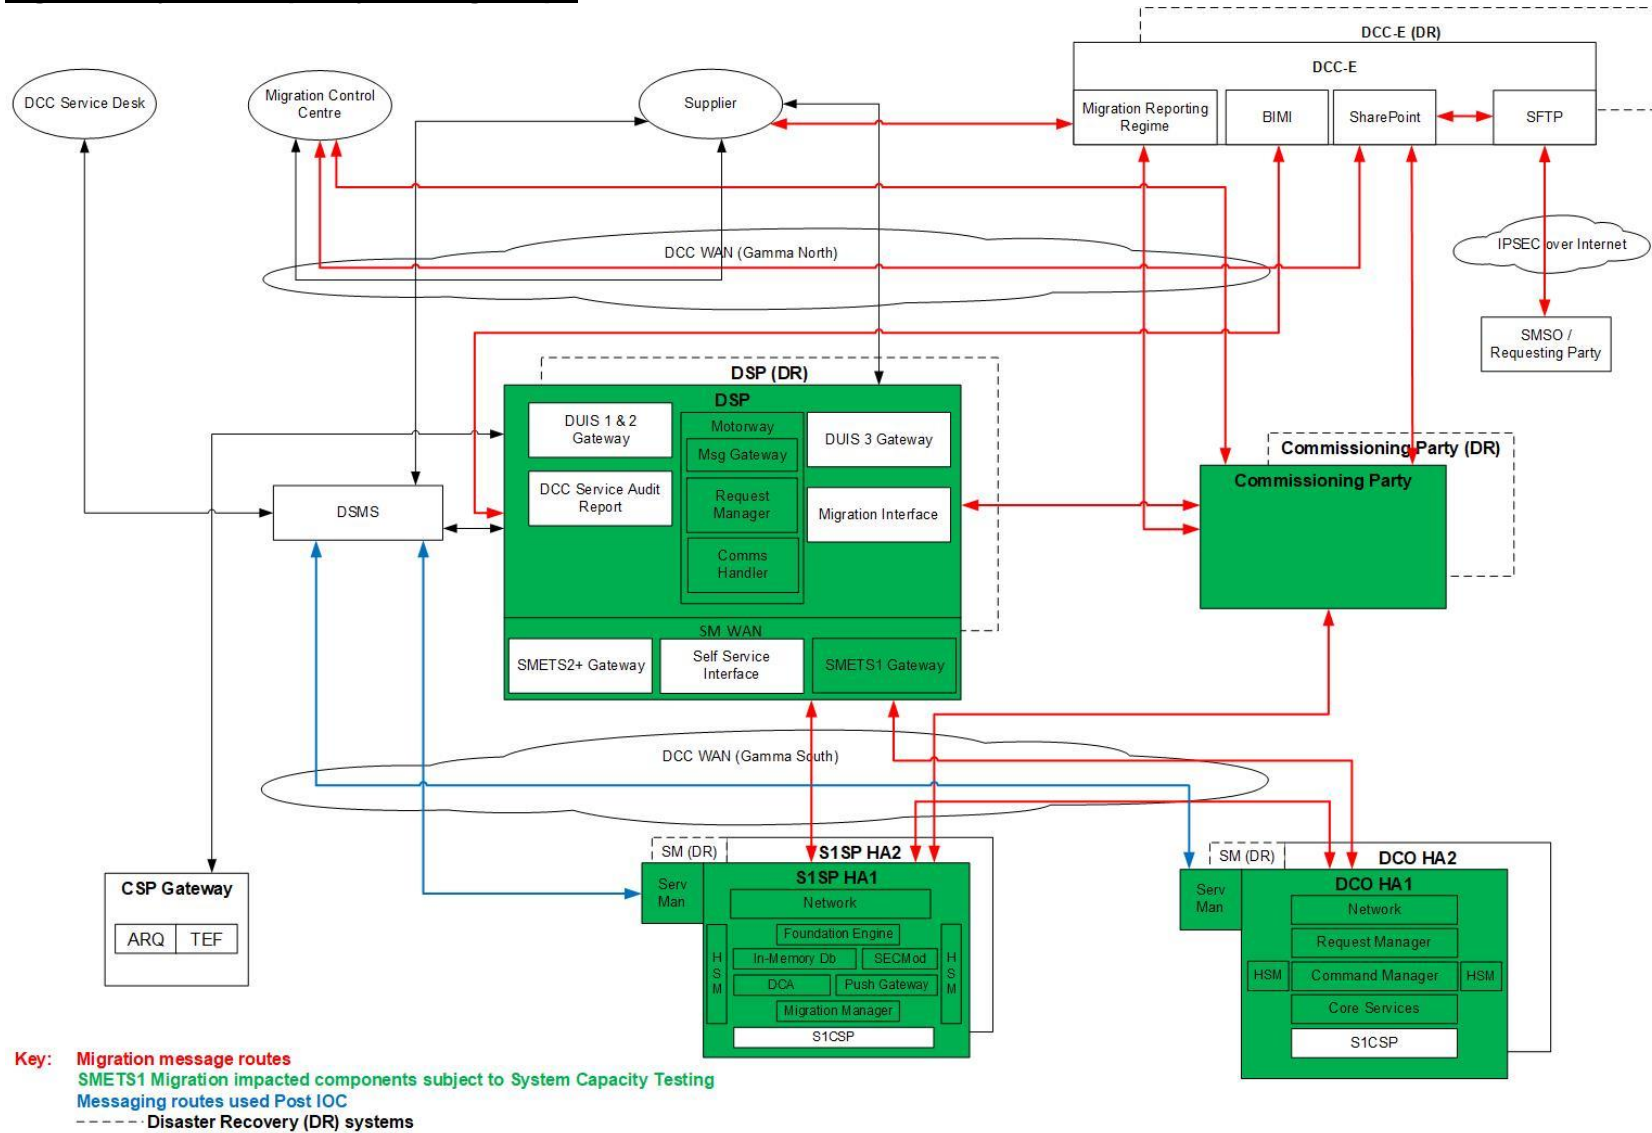 DCC-E (DR)
DCC-E
DCC Service Desk
Migration Control
Centre
Supplier
Migration Reporting
Regime
BIMI
SharePoint
SFTP
DCC WAN (Gamma North)
IPSEC over Internet
SMSO /
Requesting Party
DSP (DR)
DSP
DUIS 1 & 2
Gateway
Motorway
Msg Gateway
DUIS 3 Gateway
DCC Service Audit
Report
Request
Manager
Migration Interface
Comms
Handler
DSMS
Commissioning Party (DR)
Commissioning Party
SM WAN
SMETS2+ Gateway
Self Service
Interface
SMETS1 Gateway
DCC WAN (Gamma South)
CSP Gateway
ARQ
TEF
SM (DR)
S1SP HA2
S1SP HA1
Serv
Man
Network
Foundation Engine
In-Memory Db
SECMod
DCA
Push Gateway
Migration Manager
S1CSP
H
S
M
H
S
M
SM (DR)
DCO HA2
DCO HA1
Serv
Man
Network
Request Manager
HSM
Command Manager
HSM
Core Services
S1CSP
Key: Migration message routes
SMETS1 Migration impacted components subject to System Capacity Testing
Messaging routes used Post IOC
Disaster Recovery (DR) systems